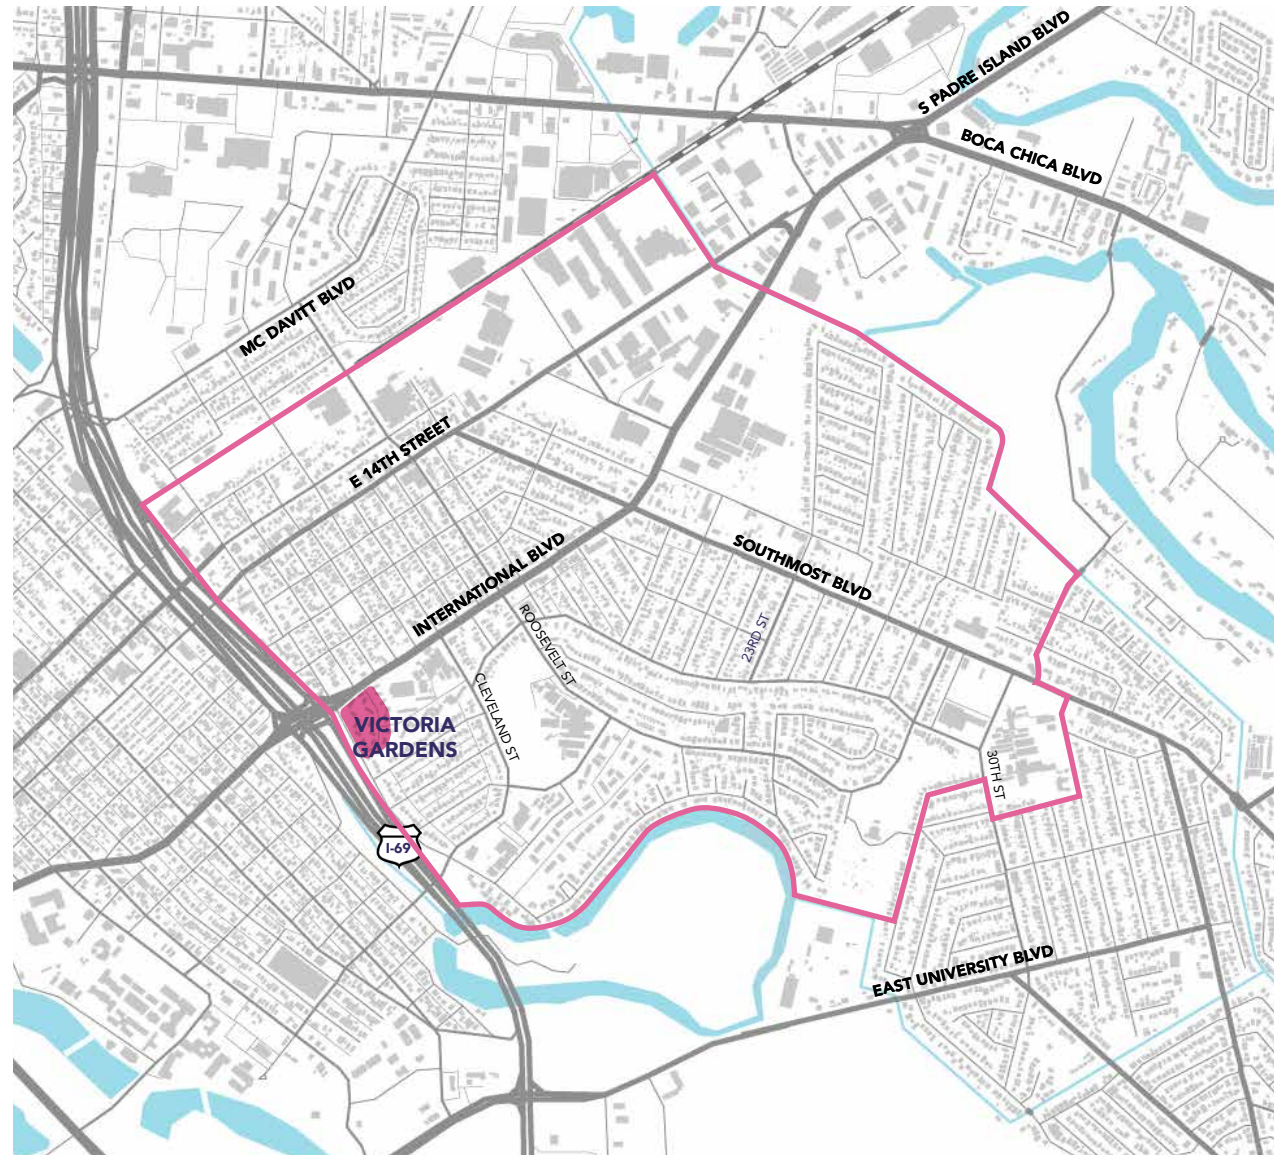 S PADRE ISLAND BLVD
BOCA CHICA BLVD
MC DAVITT BLVD
E 14TH STREET
INTERNATIONAL BLVD
SOUTHMOST BLVD
ROOSEVELT ST
23RD ST
CLEVELAND ST
VICTORIA
GARDENS
30TH ST
I-69
EAST UNIVERSITY BLVD